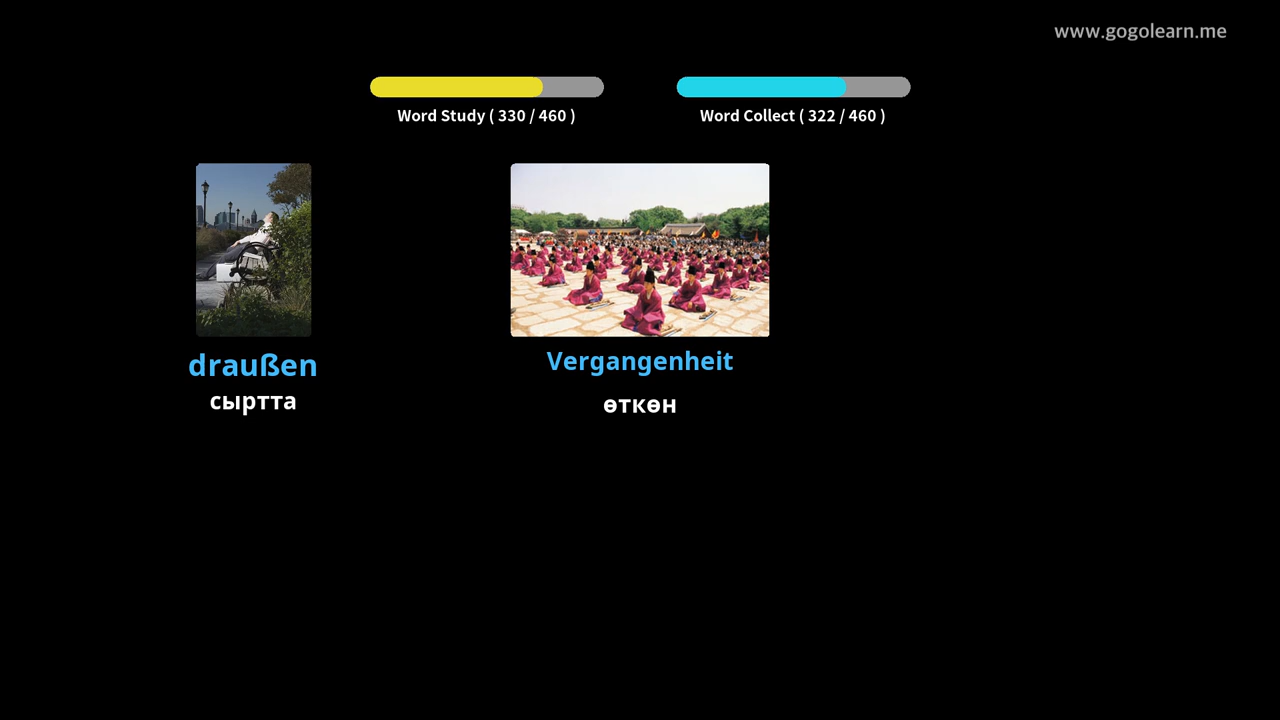 www.gogolearn.me
Word Study ( 330 / 460 )
Word Collect ( 322 / 460 )
draußen
сыртта
Vergangenheit
өткөн